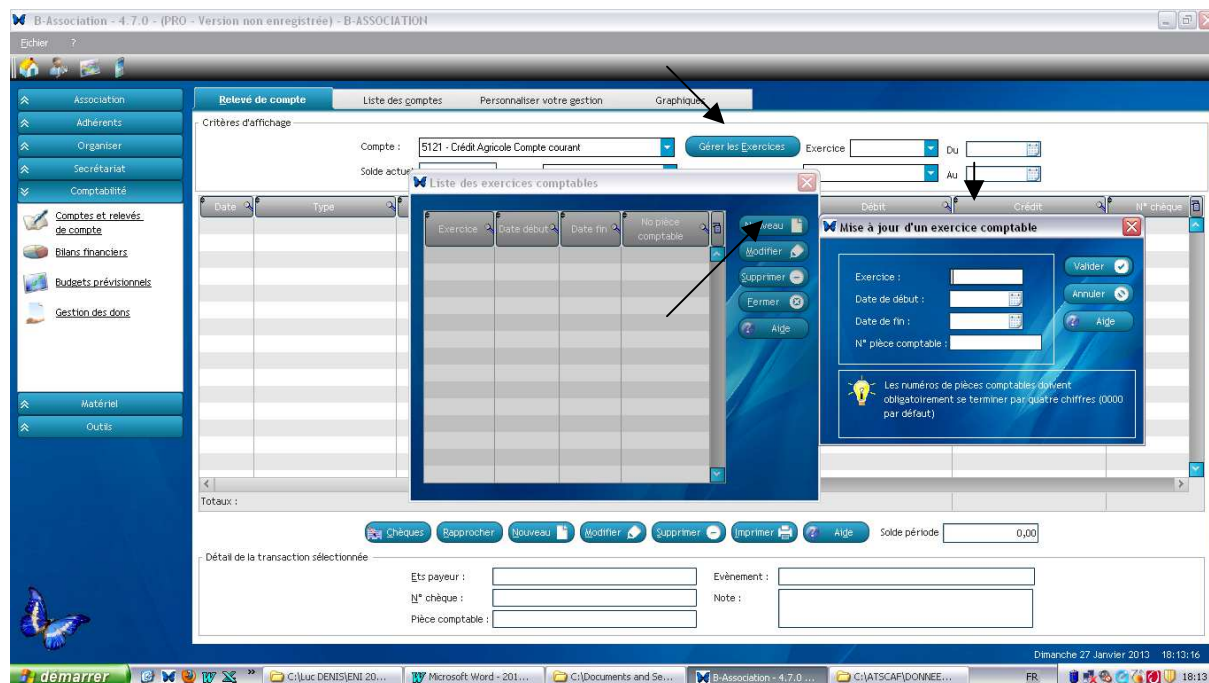 B-Association - 4.7.0 - (PRO - Version non enregistrée) - B-ASSOCIATION
Fichier ?
Association
Adhérents
Organiser
Secrétariat
Comptabilité
Comptes et relevés
de compte
Bilans financiers
Budgets prévisionnels
Gestion des dons
Matériel
Outils
Relevé de compte Liste des comptes Personnaliser votre gestion Graphiques
Critères d'affichage
Compte : 5121 - Crédit Agricole Compte courant Gérer les Exercices Exercice Du
Solde actuel Au
Date Type Débit Crédit N° chèque
Liste des exercices comptables
Exercice Date début Date fin No pièce
comptable
Nouveau
Modifier
Supprimer
Fermer
Aide
Mise à jour d'un exercice comptable
Exercice :
Date de début :
Date de fin :
N° pièce comptable :
Valider
Annuler
Aide
Les numéros de pièces comptables doivent
obligatoirement se terminer par quatre chiffres (0000
par défaut)
Totaux :
Chèques Rapprocher Nouveau Modifier Supprimer Imprimer Aide Solde période 0,00
Détail de la transaction sélectionnée
Ets payeur : Evènement :
N° chèque : Note :
Pièce comptable :
Dimanche 27 Janvier 2013 18:13:16
démarrer » C:\Luc DENIS\ENI 20... Microsoft Word - 201... C:\Documents and Se... B-Association - 4.7.0 ... C:\ATSCAF\DONNEE... FR 18:13